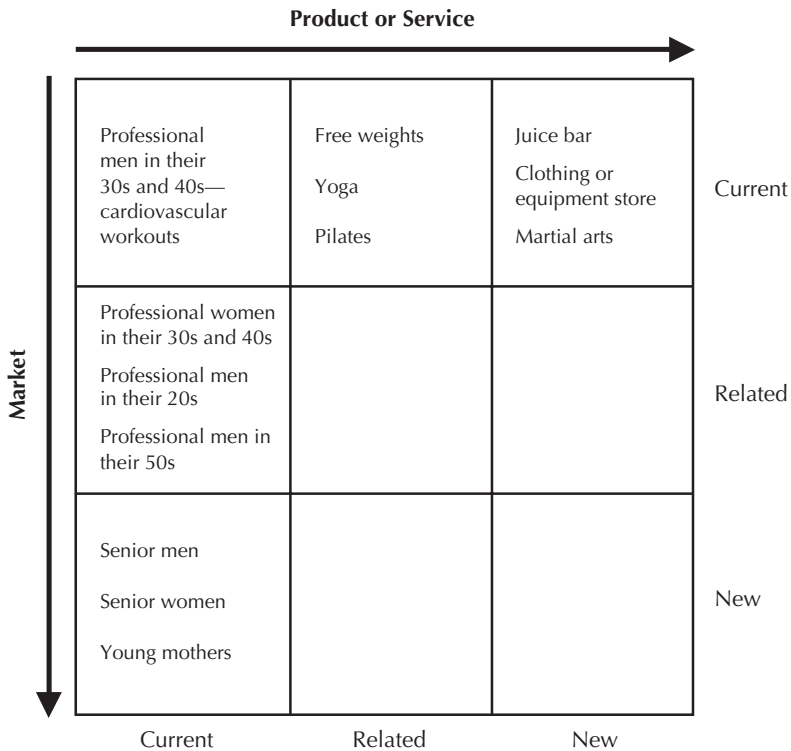 Product or Service
Professional
men in their
30s and 40s—
cardiovascular
workouts
Free weights
Yoga
Pilates
Juice bar
Clothing or
equipment store
Martial arts
Current
Market
Professional women
in their 30s and 40s
Professional men
in their 20s
Professional men in
their 50s
Related
Senior men
Senior women
Young mothers
New
Current
Related
New